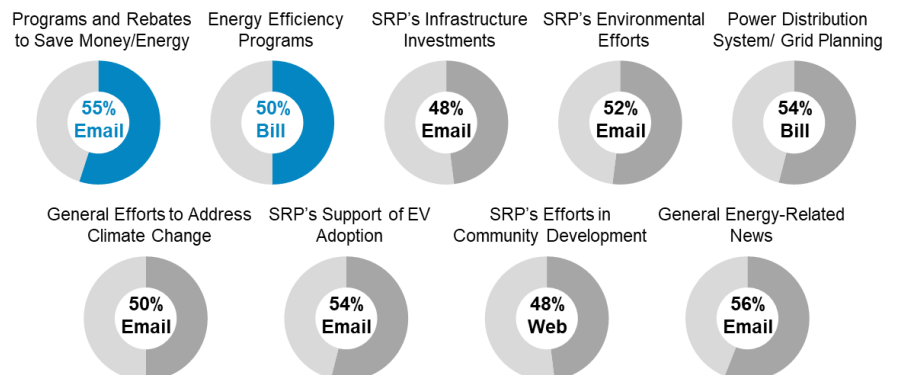 Programs and Rebates
to Save Money/Energy
55%
Email
Energy Efficiency
Programs
50%
Bill
SRP's Infrastructure
Investments
48%
Email
SRP's Environmental
Efforts
52%
Email
Power Distribution
System/ Grid Planning
54%
Bill
General Efforts to Address
Climate Change
50%
Email
SRP's Support of EV
Adoption
54%
Email
SRP's Efforts in
Community Development
48%
Web
General Energy-Related
News
56%
Email